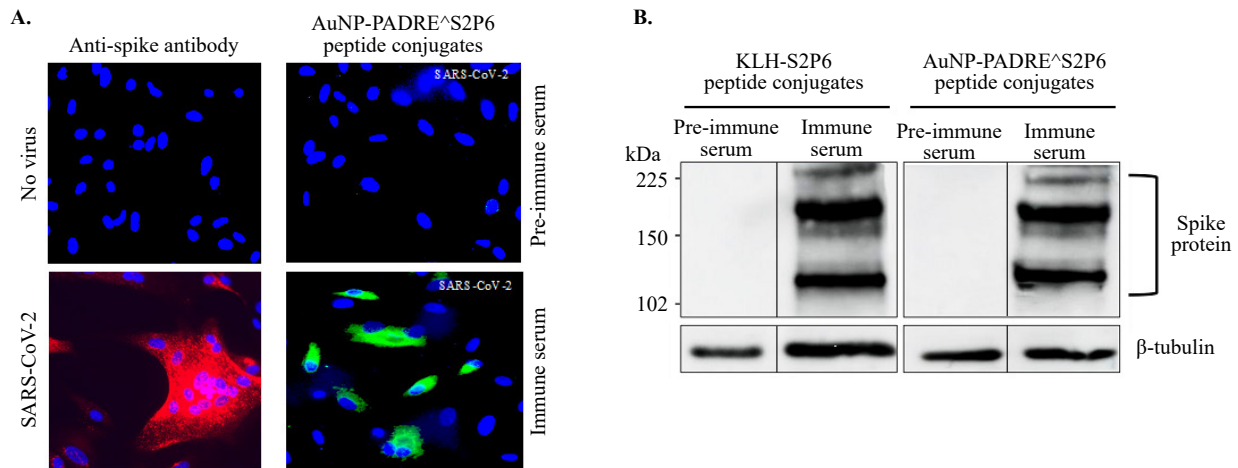 A.
Anti-spike antibody
AuNP-PADRE^S2P6
peptide conjugates
No virus
SARS-CoV-2
Pre-immune serum
SARS-CoV-2
SARS-CoV-2
Immune serum
B.
KLH-S2P6
peptide conjugates
AuNP-PADRE^S2P6
peptide conjugates
Pre-immune
serum
Immune
serum
Pre-immune
serum
Immune
serum
kDa
225
150
102
Spike
protein
β-tubulin